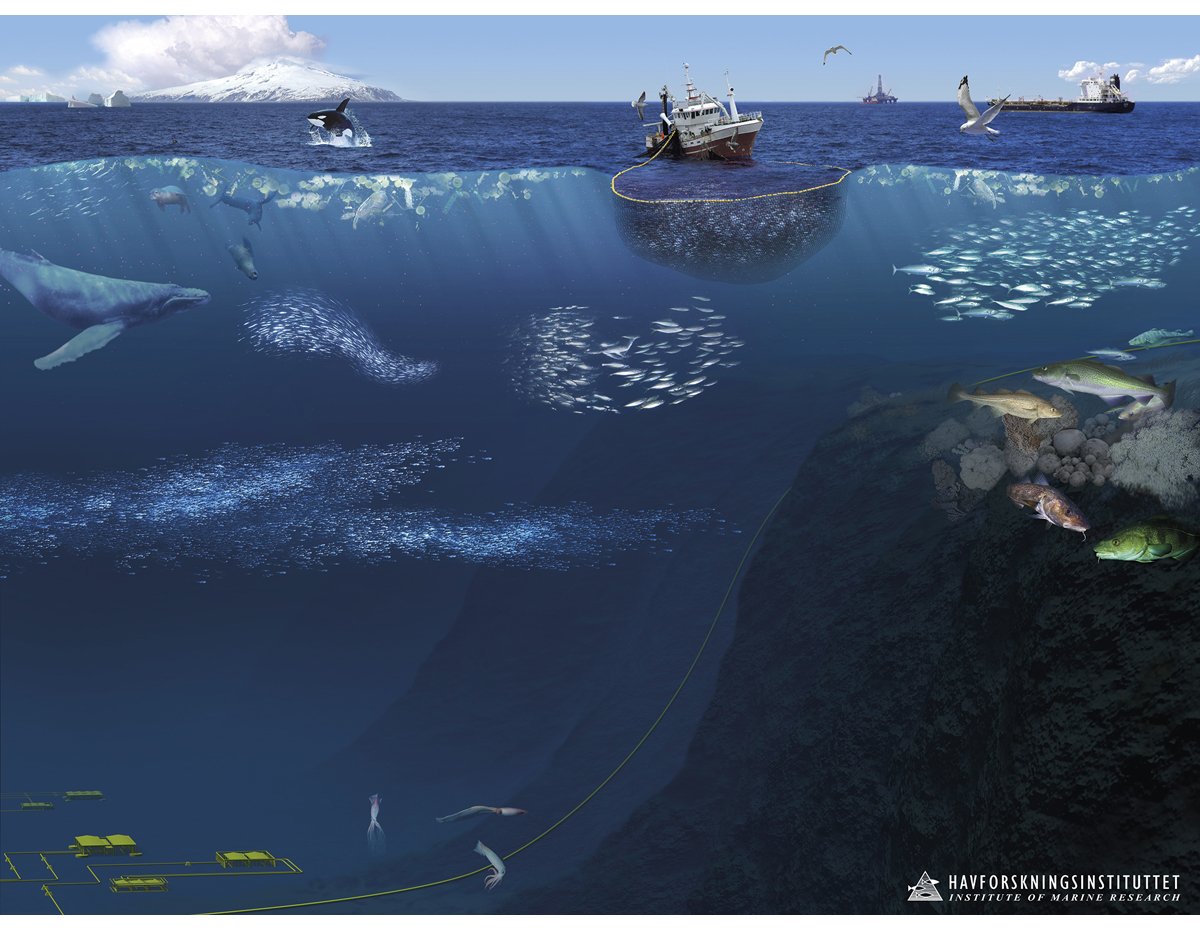 HAVFORSKNINGSINSTITUTTET
INSTITUTE OF MARINE RESEARCH